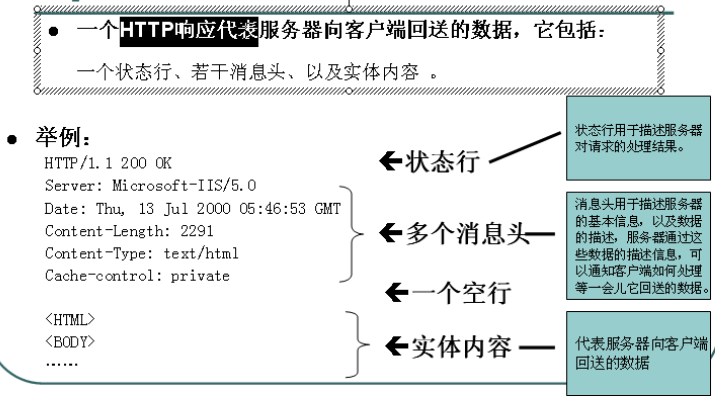 ● 一个HTTP响应代表服务器向客户端回送的数据，它包括：
一个状态行、若干消息头、以及实体内容 。
● 举例：
HTTP/1.1 200 OK
←状态行
状态行用于描述服务器
对请求的处理结果。
Server: Microsoft-IIS/5.0
Date: Thu, 13 Jul 2000 05:46:53 GMT
Content-Length: 2291
Content-Type: text/html
Cache-control: private
←多个消息头
消息头用于描述服务器
的基本信息，以及数据
的描述，服务器通过这
些数据的描述信息，可
以通知客户端如何处理
等一会儿它回送的数据。
←一个空行
<HTML>
<BODY>
……
←实体内容
代表服务器向客户端
回送的数据